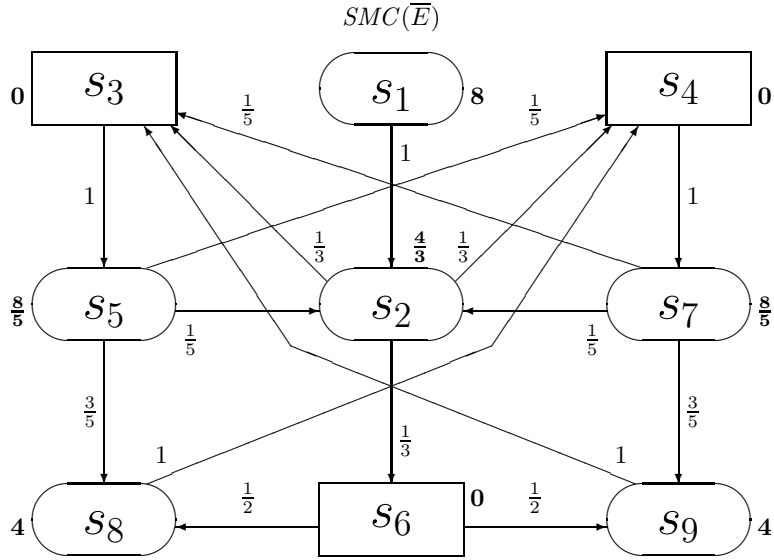 SMC(E̅)
0 s₃ 1/5 s₁ 8 1/5 s₄ 0
1 1 1
1/3 4/3 1/3
8/5 s₅ s₂ s₇ 8/5
1/5 1/5
3/5 1/3 3/5
1 1
4 s₈ 1/2 s₆ 0 1/2 s₉ 4